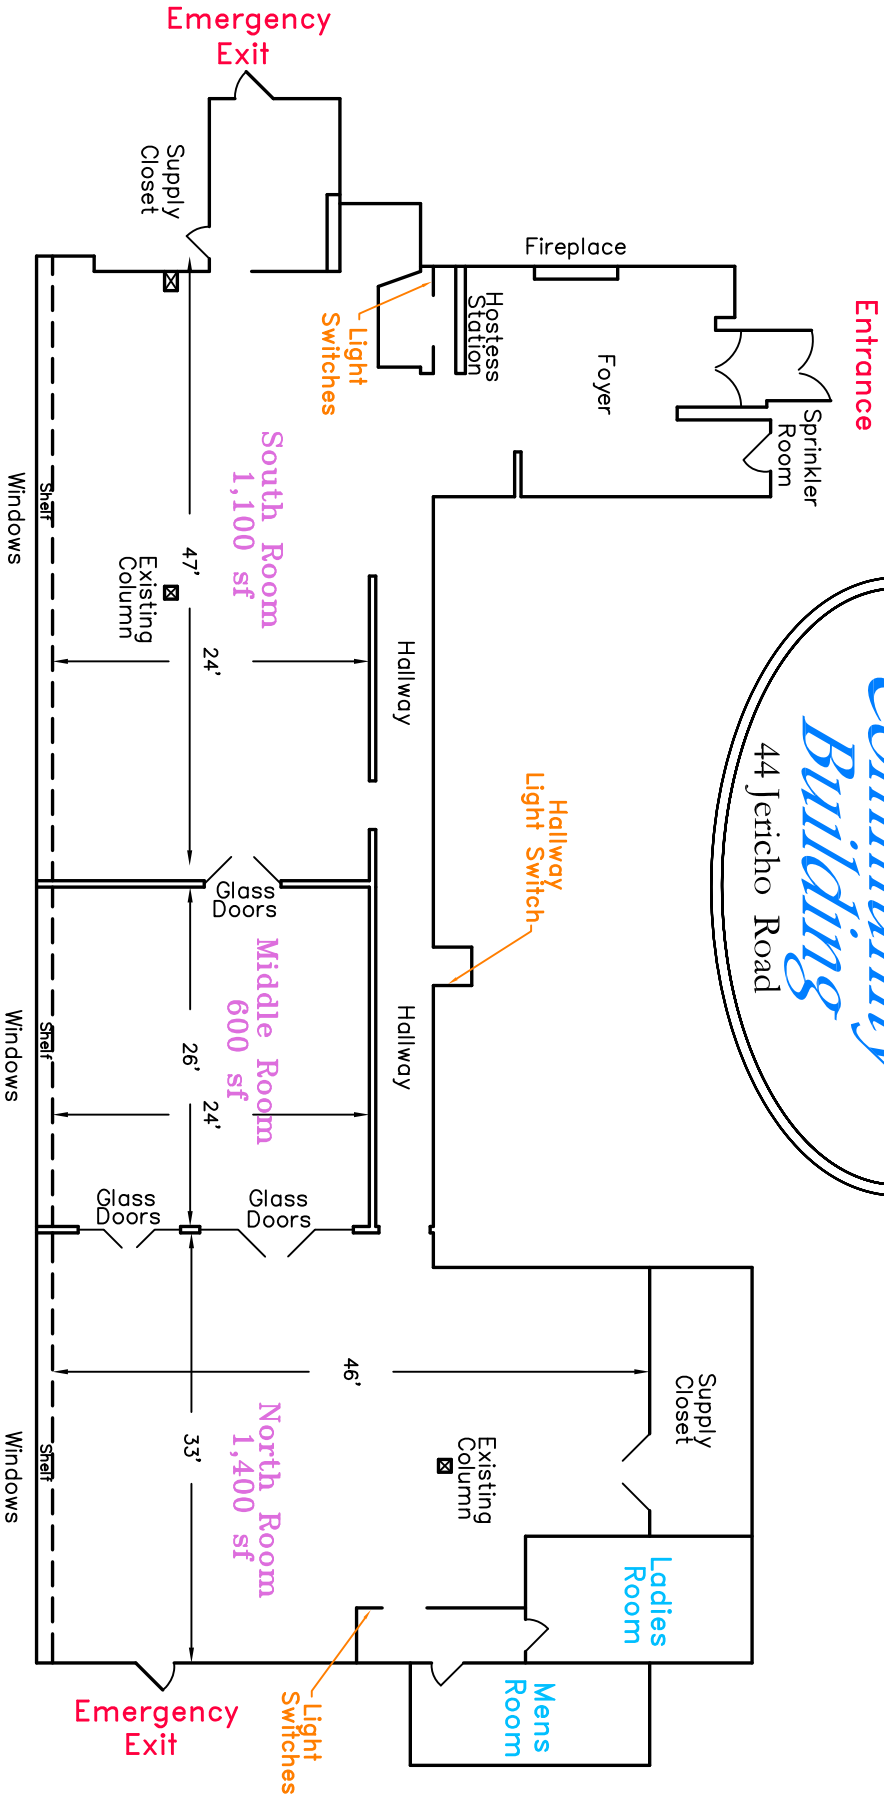 Emergency
Exit
Entrance
Supply
Closet
Fireplace
Hostess
Station
Foyer
Sprinkler
Room
Light
Switches
South Room
1,100 sf
Windows
Shelf
47'
Existing
Column
24'
Hallway
Building
44 Jericho Road
Hallway
Light Switch
Glass
Doors
Middle Room
600 sf
Windows
Shelf
26'
24'
Hallway
Glass
Doors
Glass
Doors
46'
Supply
Closet
North Room
1,400 sf
Windows
Shelf
33'
Existing
Column
Ladies
Room
Mens
Room
Light
Switches
Emergency
Exit